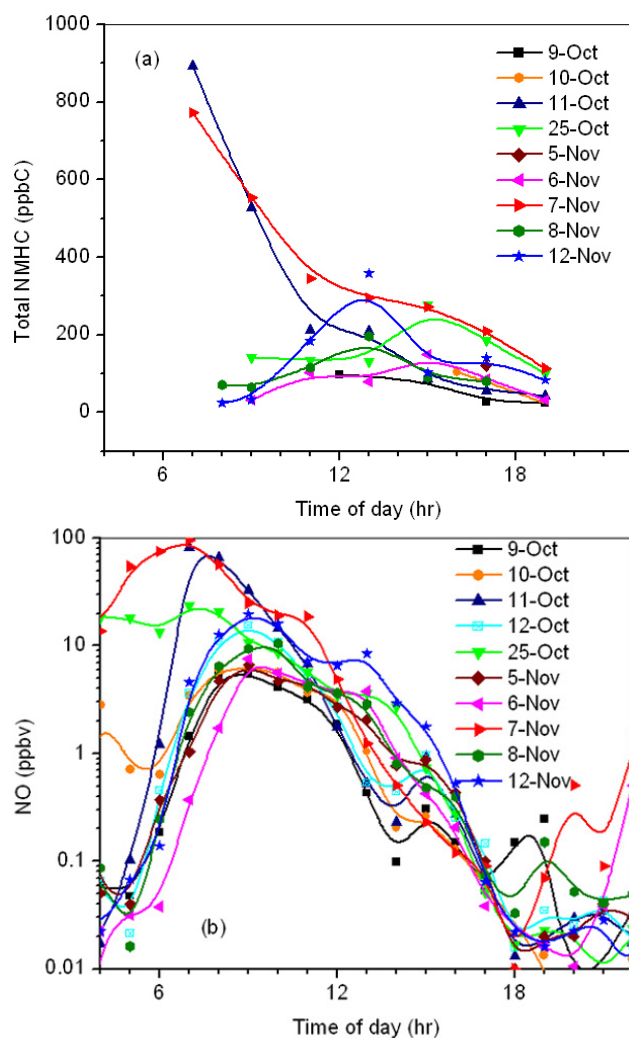 (a)
1000
800
600
400
200
0
Total NMHC (ppbC)
9-Oct
10-Oct
11-Oct
25-Oct
5-Nov
6-Nov
7-Nov
8-Nov
12-Nov
6 12 18
Time of day (hr)
100
10
1
0.1
0.01
NO (ppbv)
9-Oct
10-Oct
11-Oct
12-Oct
25-Oct
5-Nov
6-Nov
7-Nov
8-Nov
12-Nov
(b)
6 12 18
Time of day (hr)